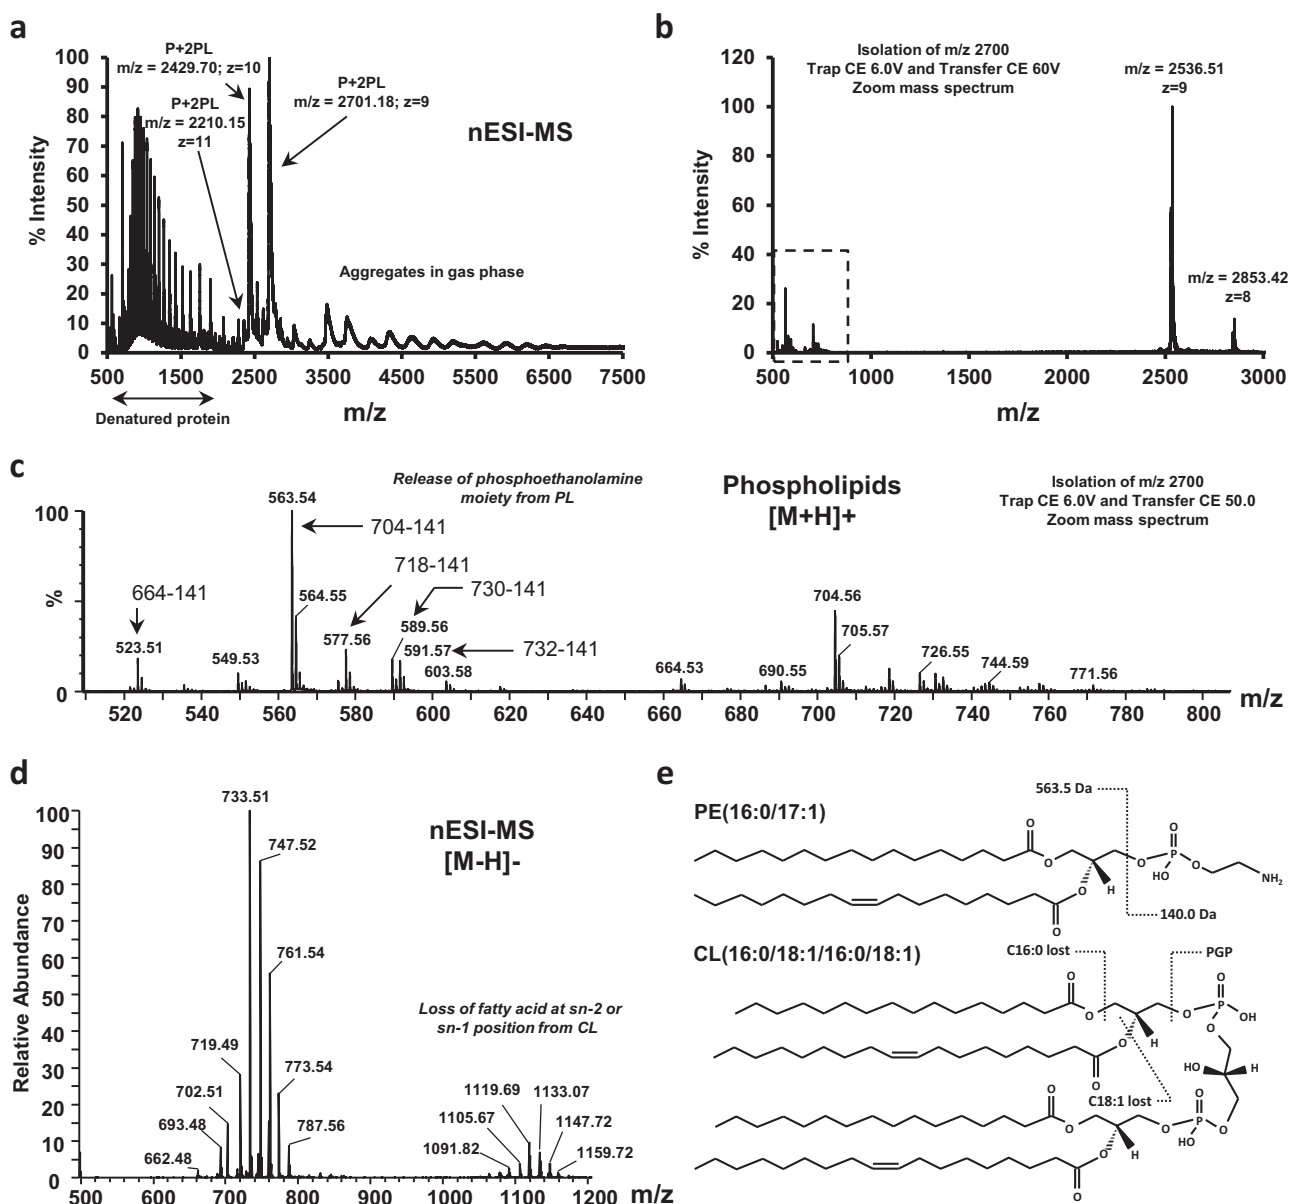 a
P+2PL
m/z = 2429.70; z=10
P+2PL
m/z = 2210.15
z=11
P+2PL
m/z = 2701.18; z=9
nESI-MS
Aggregates in gas phase
% Intensity
100
90
80
70
60
50
40
30
20
10
0
500 1500 2500 3500 4500 5500 6500 7500
Denatured protein
m/z
b
Isolation of m/z 2700
Trap CE 6.0V and Transfer CE 60V
Zoom mass spectrum
m/z = 2536.51
z=9
m/z = 2853.42
z=8
% Intensity
120
100
80
60
40
20
0
500 1000 1500 2000 2500 3000
m/z
c
Release of phosphoethanolamine
moiety from PL
Phospholipids
[M+H]+
Isolation of m/z 2700
Trap CE 6.0V and Transfer CE 50.0
Zoom mass spectrum
100
%
0
563.54
704-141
718-141
730-141
664-141
564.55
589.56
577.56
591.57
732-141
523.51
549.53
603.58
664.53
690.55
704.56
705.57
726.55
744.59
771.56
520 540 560 580 600 620 640 660 680 700 720 740 760 780 800
m/z
d
733.51
nESI-MS
[M-H]-
747.52
761.54
719.49
773.54
702.51
693.48
787.56
662.48
Loss of fatty acid at sn-2 or
sn-1 position from CL
1119.69
1133.07
1105.67
1147.72
1091.82
1159.72
Relative Abundance
100
90
80
70
60
50
40
30
20
10
0
500 600 700 800 900 1000 1100 1200
m/z
e
563.5 Da
PE(16:0/17:1)
O
O
P
O
O
O
HO
NH2
O
H
O
140.0 Da
CL(16:0/18:1/16:0/18:1)
C16:0 lost
PGP
O
O
O
O
P
OH
O
O
H
O
HO
H
C18:1 lost
O
O
O
O
P
O
HO
O
H
O